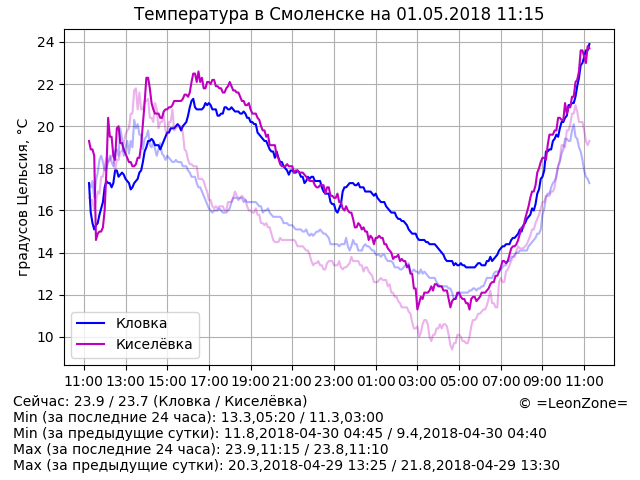 Температура в Смоленске на 01.05.2018 11:15
градусов Цельсия, °C
24
22
20
18
16
14
12
10
Кловка
Киселёвка
11:00 13:00 15:00 17:00 19:00 21:00 23:00 01:00 03:00 05:00 07:00 09:00 11:00
Сейчас: 23.9 / 23.7 (Кловка / Киселёвка)
© =LeonZone=
Min (за последние 24 часа): 13.3,05:20 / 11.3,03:00
Min (за предыдущие сутки): 11.8,2018-04-30 04:45 / 9.4,2018-04-30 04:40
Max (за последние 24 часа): 23.9,11:15 / 23.8,11:10
Max (за предыдущие сутки): 20.3,2018-04-29 13:25 / 21.8,2018-04-29 13:30